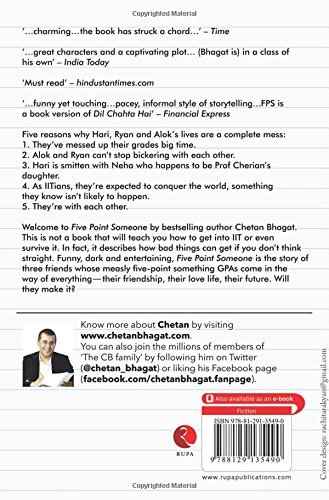 Copyrighted Material
'...charming...the book has struck a chord...' – Time
'...great characters and a captivating plot... (Bhagat is) in a class
of his own' – India Today
'Must read' – hindustantimes.com
'...funny yet touching...pacey, informal style of storytelling...FPS is
a book version of Dil Chahta Hai' – Financial Express
Five reasons why Hari, Ryan and Alok's lives are a complete mess:
1. They've messed up their grades big time.
2. Alok and Ryan can't stop bickering with each other.
3. Hari is smitten with Neha who happens to be Prof Cherian's
daughter.
4. As IITians, they're expected to conquer the world, something
they know isn't likely to happen.
5. They're with each other.
Welcome to Five Point Someone by bestselling author Chetan Bhagat.
This is not a book that will teach you how to get into IIT or even
survive it. In fact, it describes how bad things can get if you don't think
straight. Funny, dark and entertaining, Five Point Someone is the story of
three friends whose measly five-point something GPAs come in the
way of everything—their friendship, their love life, their future. Will
they make it?
Know more about Chetan by visiting
www.chetanbhagat.com.
You can also join the millions of members of
'The CB family' by following him on Twitter
(@chetan_bhagat) or liking his Facebook page
(facebook.com/chetanbhagat.fanpage).
Also available as an e-book
Fiction
ISBN 978-81-291-3549-0
9 788129 135490
RUPA
www.rupapublications.com
Cover design: rachitarakyan@gmail.com
Copyrighted Material